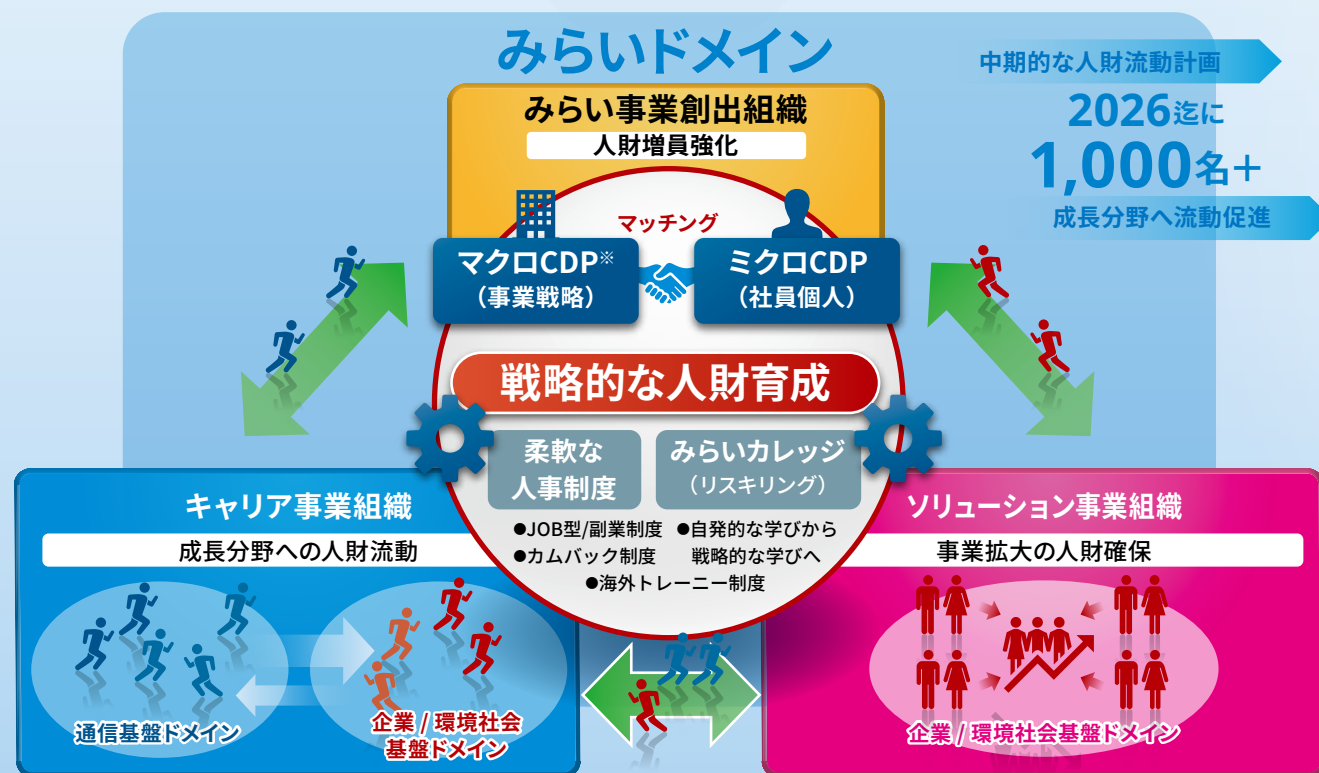 みらいドメイン
中期的な人財流動計画
2026迄に
1,000名＋
成長分野へ流動促進
みらい事業創出組織
人財増員強化
マッチング
マクロCDP※
（事業戦略）
ミクロCDP
（社員個人）
戦略的な人財育成
柔軟な
人事制度
みらいカレッジ
（リスキリング）
●JOB型/副業制度
●カムバック制度
●自発的な学びから
戦略的な学びへ
●海外トレーニー制度
キャリア事業組織
成長分野への人財流動
通信基盤ドメイン
企業 / 環境社会
基盤ドメイン
ソリューション事業組織
事業拡大の人財確保
企業 / 環境社会基盤ドメイン